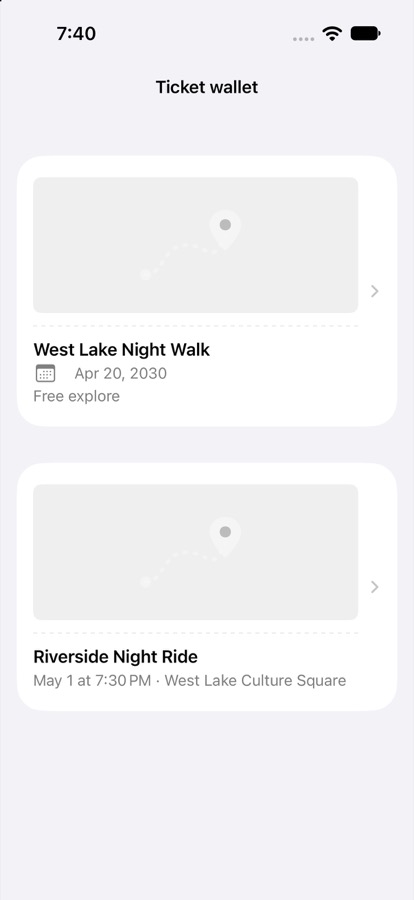 7:40
Ticket wallet
West Lake Night Walk
Apr 20, 2030
Free explore
Riverside Night Ride
May 1 at 7:30 PM · West Lake Culture Square